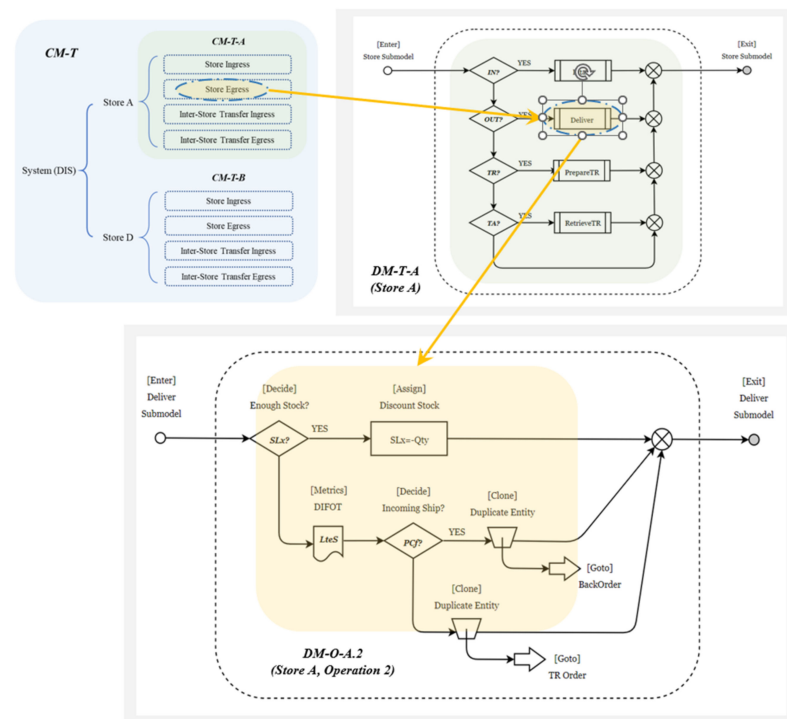 CM-T
CM-T-A
Store Ingress
Store Egress
Inter-Store Transfer Ingress
Inter-Store Transfer Egress
Store A
System (DIS)
CM-T-B
Store Ingress
Store Egress
Inter-Store Transfer Ingress
Inter-Store Transfer Egress
Store D
[Enter]
Store Submodel
[Exit]
Store Submodel
IN?
YES
OUT?
YES
Deliver
TR?
YES
PrepareTR
TA?
YES
RetrieveTR
DM-T-A
(Store A)
[Enter]
Deliver
Submodel
[Decide]
Enough Stock?
[Assign]
Discount Stock
[Exit]
Deliver
Submodel
SLx?
YES
SLx=-Qty
[Metrics]
DIFOT
[Decide]
Incoming Ship?
[Clone]
Duplicate Entity
LteS
PCf?
YES
[Goto]
BackOrder
[Clone]
Duplicate Entity
[Goto]
TR Order
DM-O-A.2
(Store A, Operation 2)